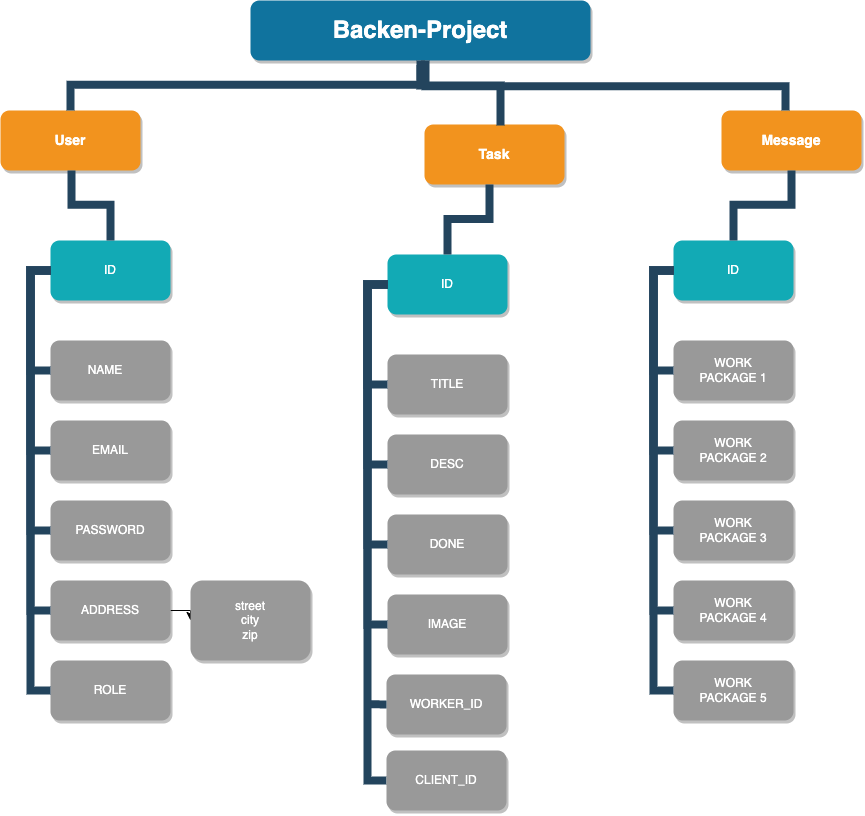 Backen-Project
User
Task
Message
ID
NAME
EMAIL
PASSWORD
ADDRESS
street
city
zip
ROLE
ID
TITLE
DESC
DONE
IMAGE
WORKER_ID
CLIENT_ID
ID
WORK
PACKAGE 1
WORK
PACKAGE 2
WORK
PACKAGE 3
WORK
PACKAGE 4
WORK
PACKAGE 5